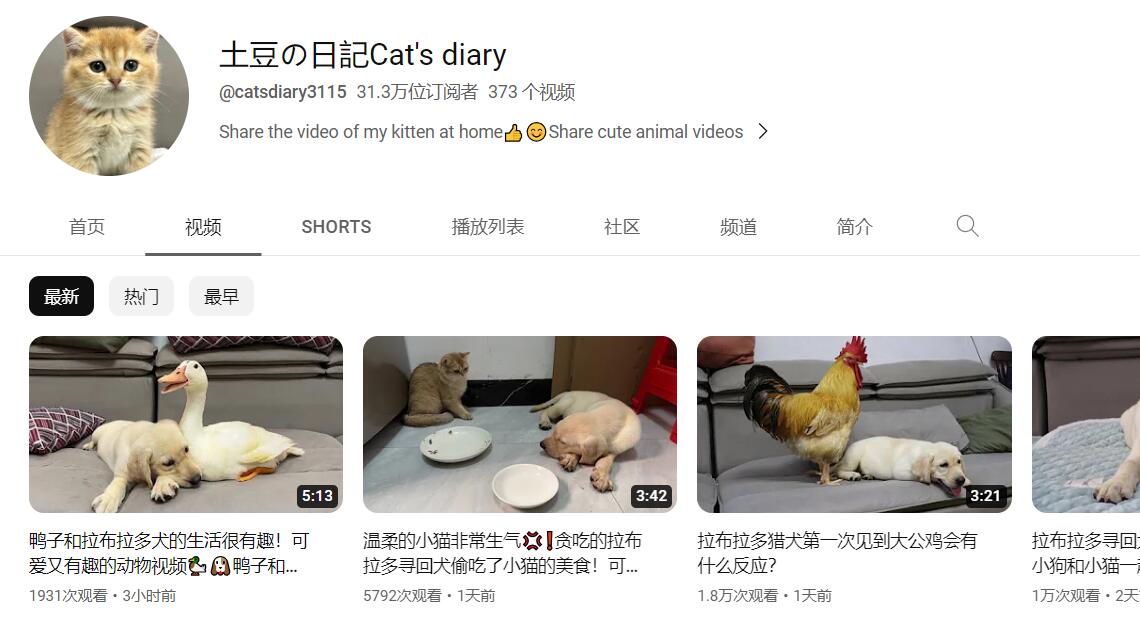 土豆の日記Cat's diary
@catsdiary3115 31.3万位订阅者 373 个视频
Share the video of my kitten at home👍😊Share cute animal videos
首页 视频 SHORTS 播放列表 社区 频道 简介
最新 热门 最早
5:13 3:42 3:21
鸭子和拉布拉多犬的生活很有趣！可
爱又有趣的动物视频🦆🐶鸭子和...
1931次观看・3小时前
温柔的小猫非常生气💢❗贪吃的拉布
拉多寻回犬偷吃了小猫的美食！可...
5792次观看・1天前
拉布拉多猎犬第一次见到大公鸡会有
什么反应？
1.8万次观看・1天前
拉布拉多寻回
小狗和小猫一
1万次观看・2天